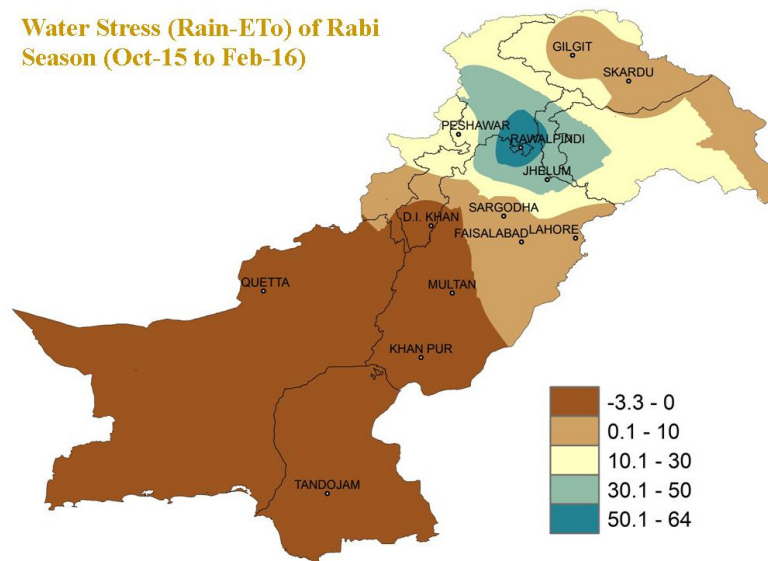 Water Stress (Rain-ETo) of Rabi
Season (Oct-15 to Feb-16)
GILGIT
SKARDU
PESHAWAR
RAWALPINDI
JHELUM
SARGODHA
D.I. KHAN
FAISALABAD
LAHORE
QUETTA
MULTAN
KHAN PUR
TANDOJAM
-3.3 - 0
0.1 - 10
10.1 - 30
30.1 - 50
50.1 - 64